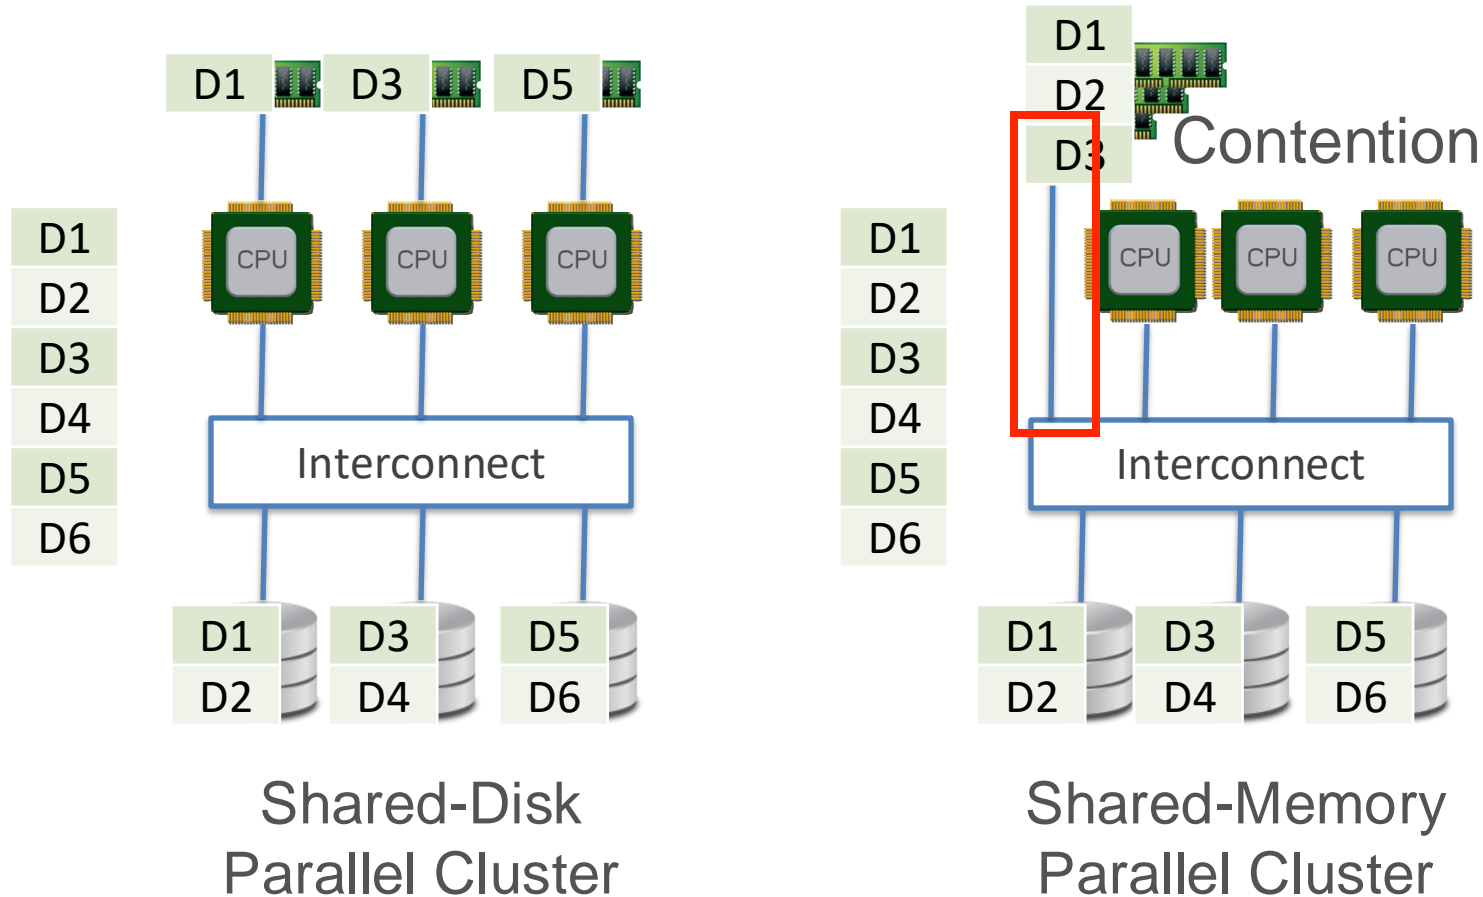 D1
D3
D5
CPU
CPU
CPU
D1
D2
D3
D4
D5
D6
Interconnect
D1
D2
D3
D4
D5
D6
Shared-Disk
Parallel Cluster
D1
D2
D3
Contention
CPU
CPU
CPU
D1
D2
D3
D4
D5
D6
Interconnect
D1
D2
D3
D4
D5
D6
Shared-Memory
Parallel Cluster